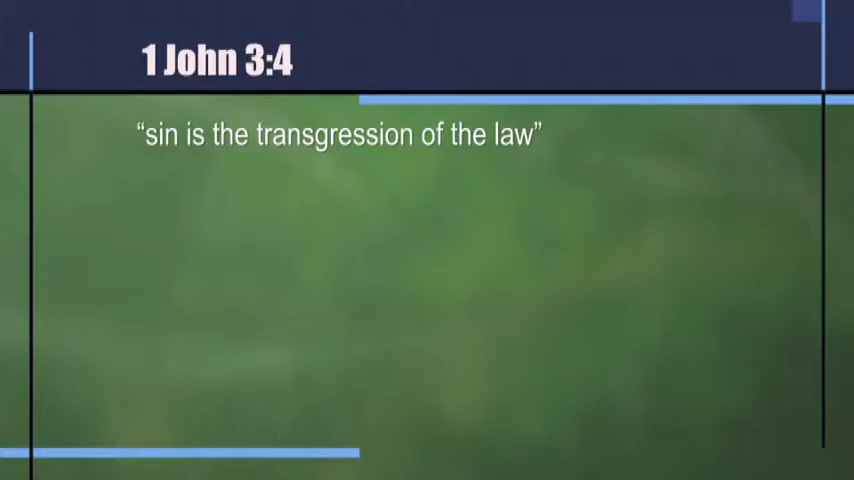 1 John 3:4
“sin is the transgression of the law”